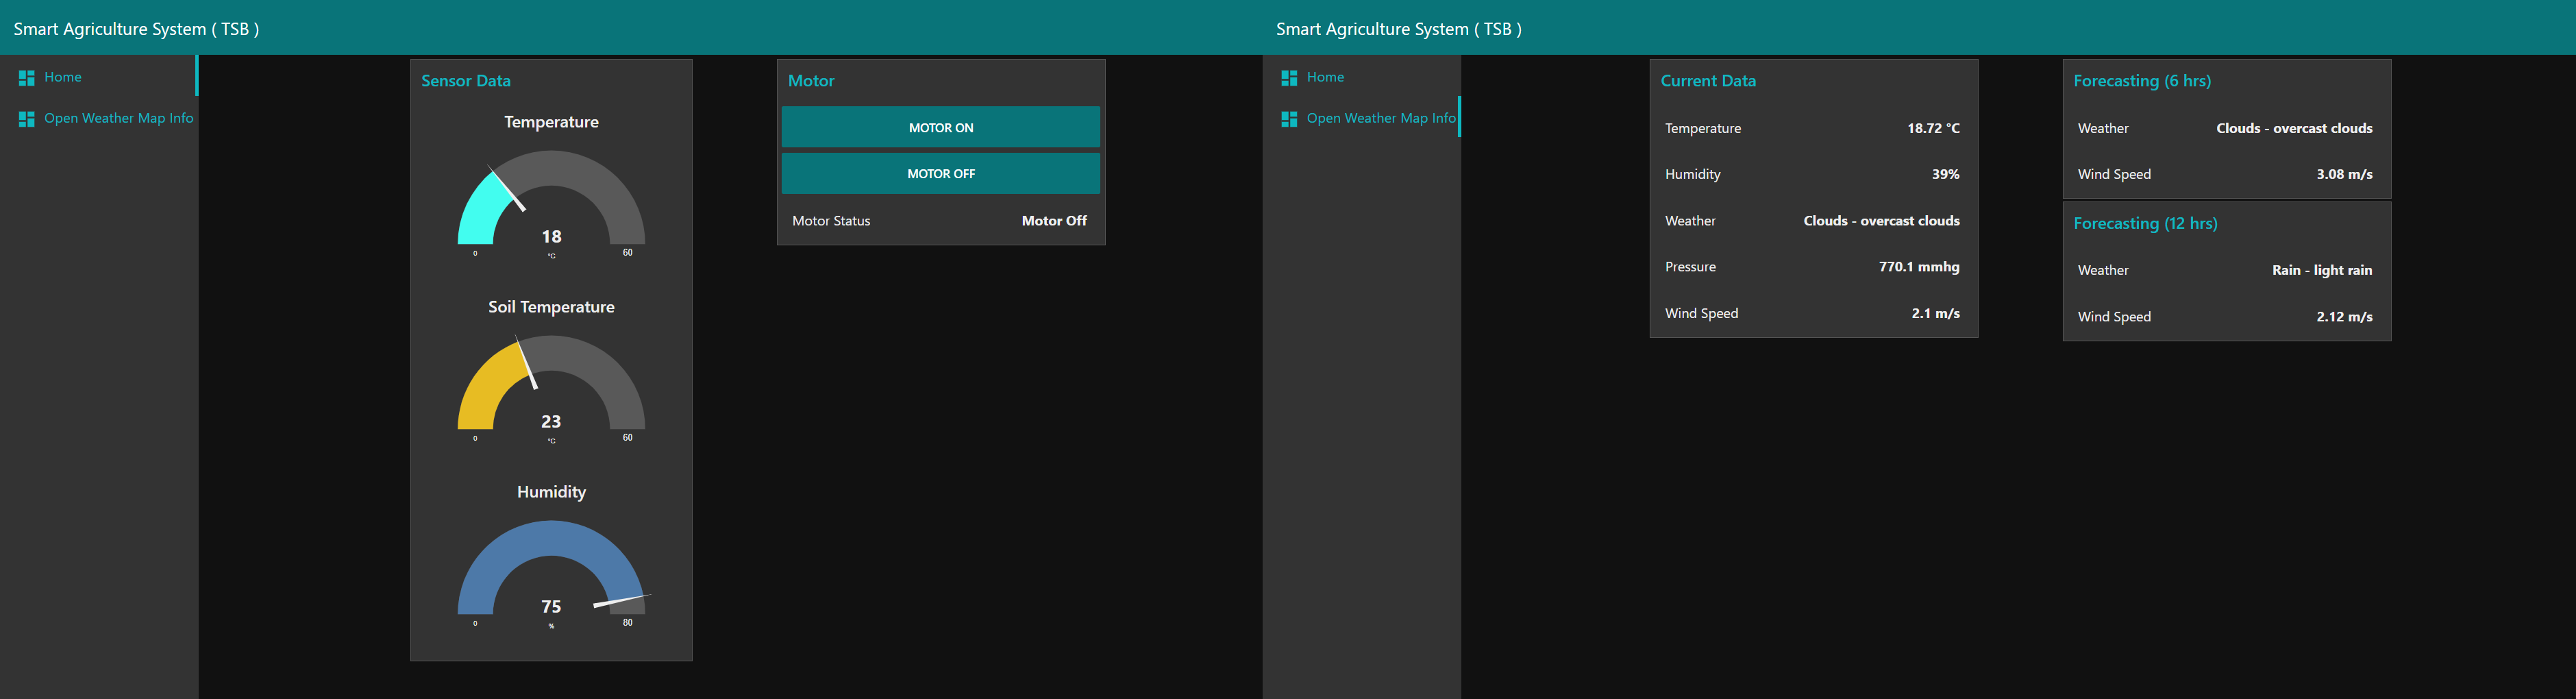 Smart Agriculture System ( TSB )
Home
Open Weather Map Info
Sensor Data
Temperature
18
°C
0
60
Soil Temperature
23
°C
0
60
Humidity
75
%
0
80
Motor
MOTOR ON
MOTOR OFF
Motor Status Motor Off
Smart Agriculture System ( TSB )
Home
Open Weather Map Info
Current Data
Temperature 18.72 °C
Humidity 39%
Weather Clouds - overcast clouds
Pressure 770.1 mmhg
Wind Speed 2.1 m/s
Forecasting (6 hrs)
Weather Clouds - overcast clouds
Wind Speed 3.08 m/s
Forecasting (12 hrs)
Weather Rain - light rain
Wind Speed 2.12 m/s